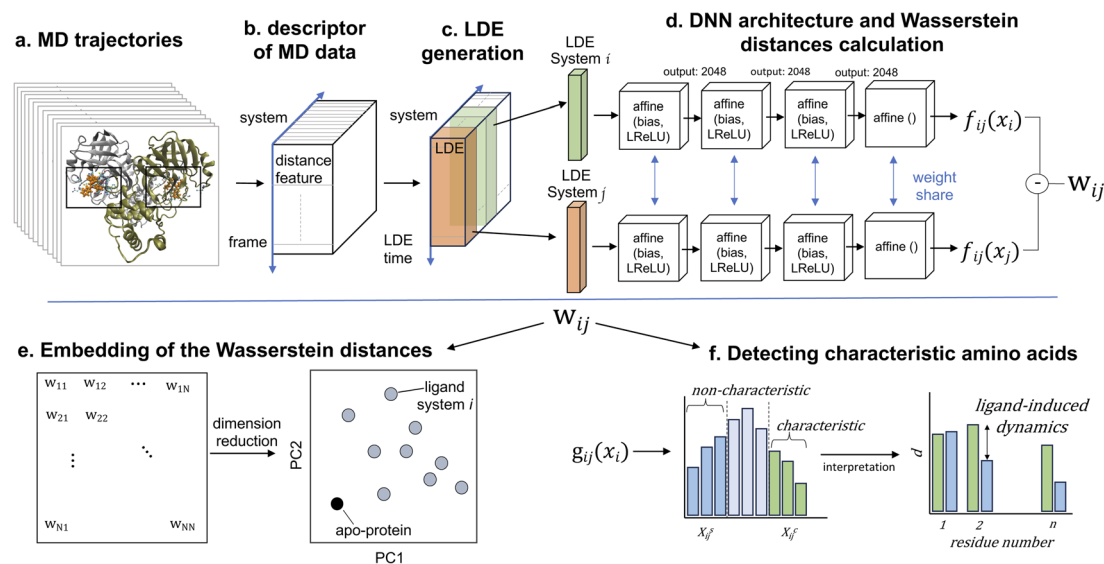 a. MD trajectories
b. descriptor
of MD data
system
distance
feature
frame
c. LDE
generation
system
LDE
LDE
time
d. DNN architecture and Wasserstein
distances calculation
LDE
System i
output: 2048
output: 2048
output: 2048
affine
(bias,
LReLU)
affine
(bias,
LReLU)
affine
(bias,
LReLU)
affine ()
f_ij(x_i)
weight
share
-
w_ij
LDE
System j
affine
(bias,
LReLU)
affine
(bias,
LReLU)
affine
(bias,
LReLU)
affine ()
f_ij(x_j)
w_ij
e. Embedding of the Wasserstein distances
w_11 w_12 ··· w_1N
w_21 w_22
⋮ ⋱
w_N1 w_NN
dimension
reduction
PC2
ligand
system i
apo-protein
PC1
f. Detecting characteristic amino acids
g_ij(x_i)
non-characteristic
characteristic
X_ij^s X_ij^c
interpretation
d
ligand-induced
dynamics
1 2 n
residue number